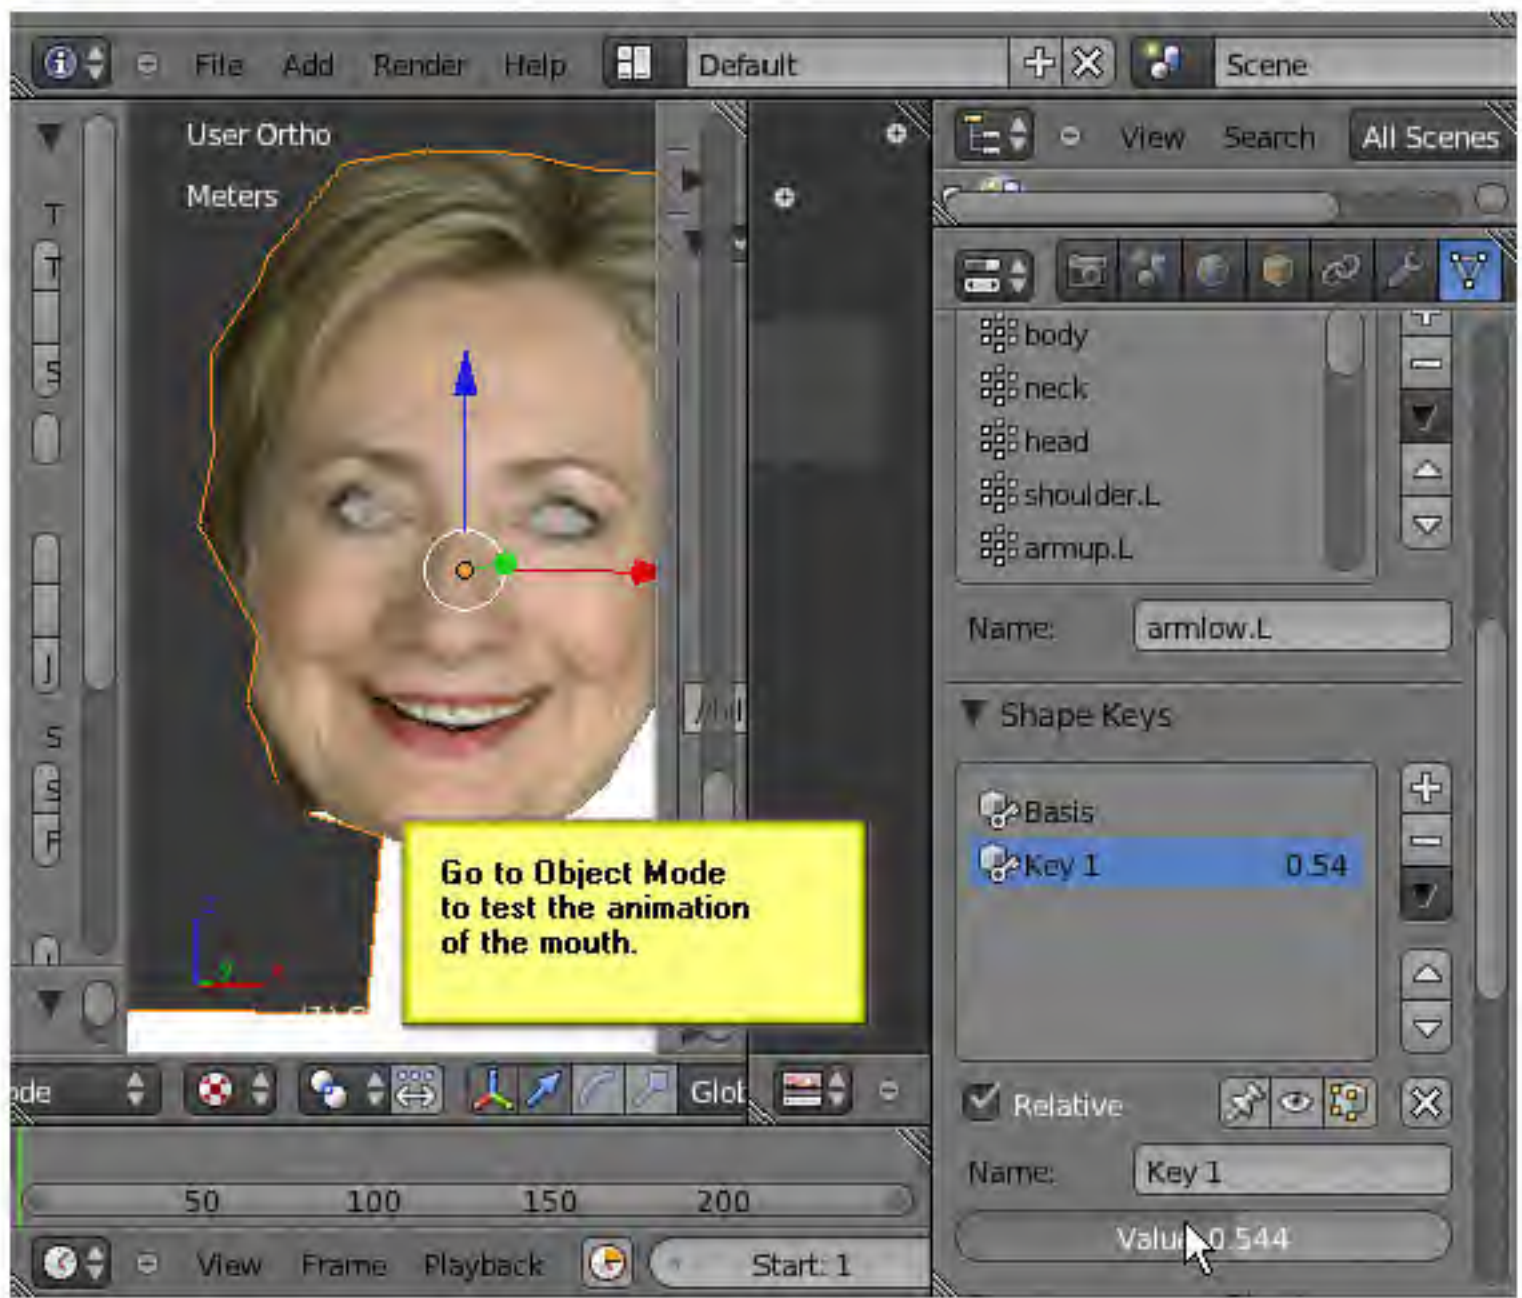 File Add Render Help Default Scene
User Ortho
Meters
View Search All Scenes
T
T
S
J
S
S
F
body
neck
head
shoulder.L
armup.L
Name: armlow.L
Shape Keys
Basis
Key 1 0.54
Go to Object Mode
to test the animation
of the mouth.
ode Glob
Relative
Name: Key 1
Value: 0.544
50 100 150 200
View Frame Playback Start: 1